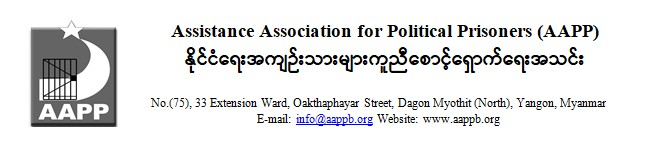 Assistance Association for Political Prisoners (AAPP)
နိုင်ငံရေးအကျဉ်းသားများကူညီစောင့်ရှောက်ရေးအသင်း
AAPP
No.(75), 33 Extension Ward, Oakthaphayar Street, Dagon Myothit (North), Yangon, Myanmar
E-mail: info@aappb.org Website: www.aappb.org